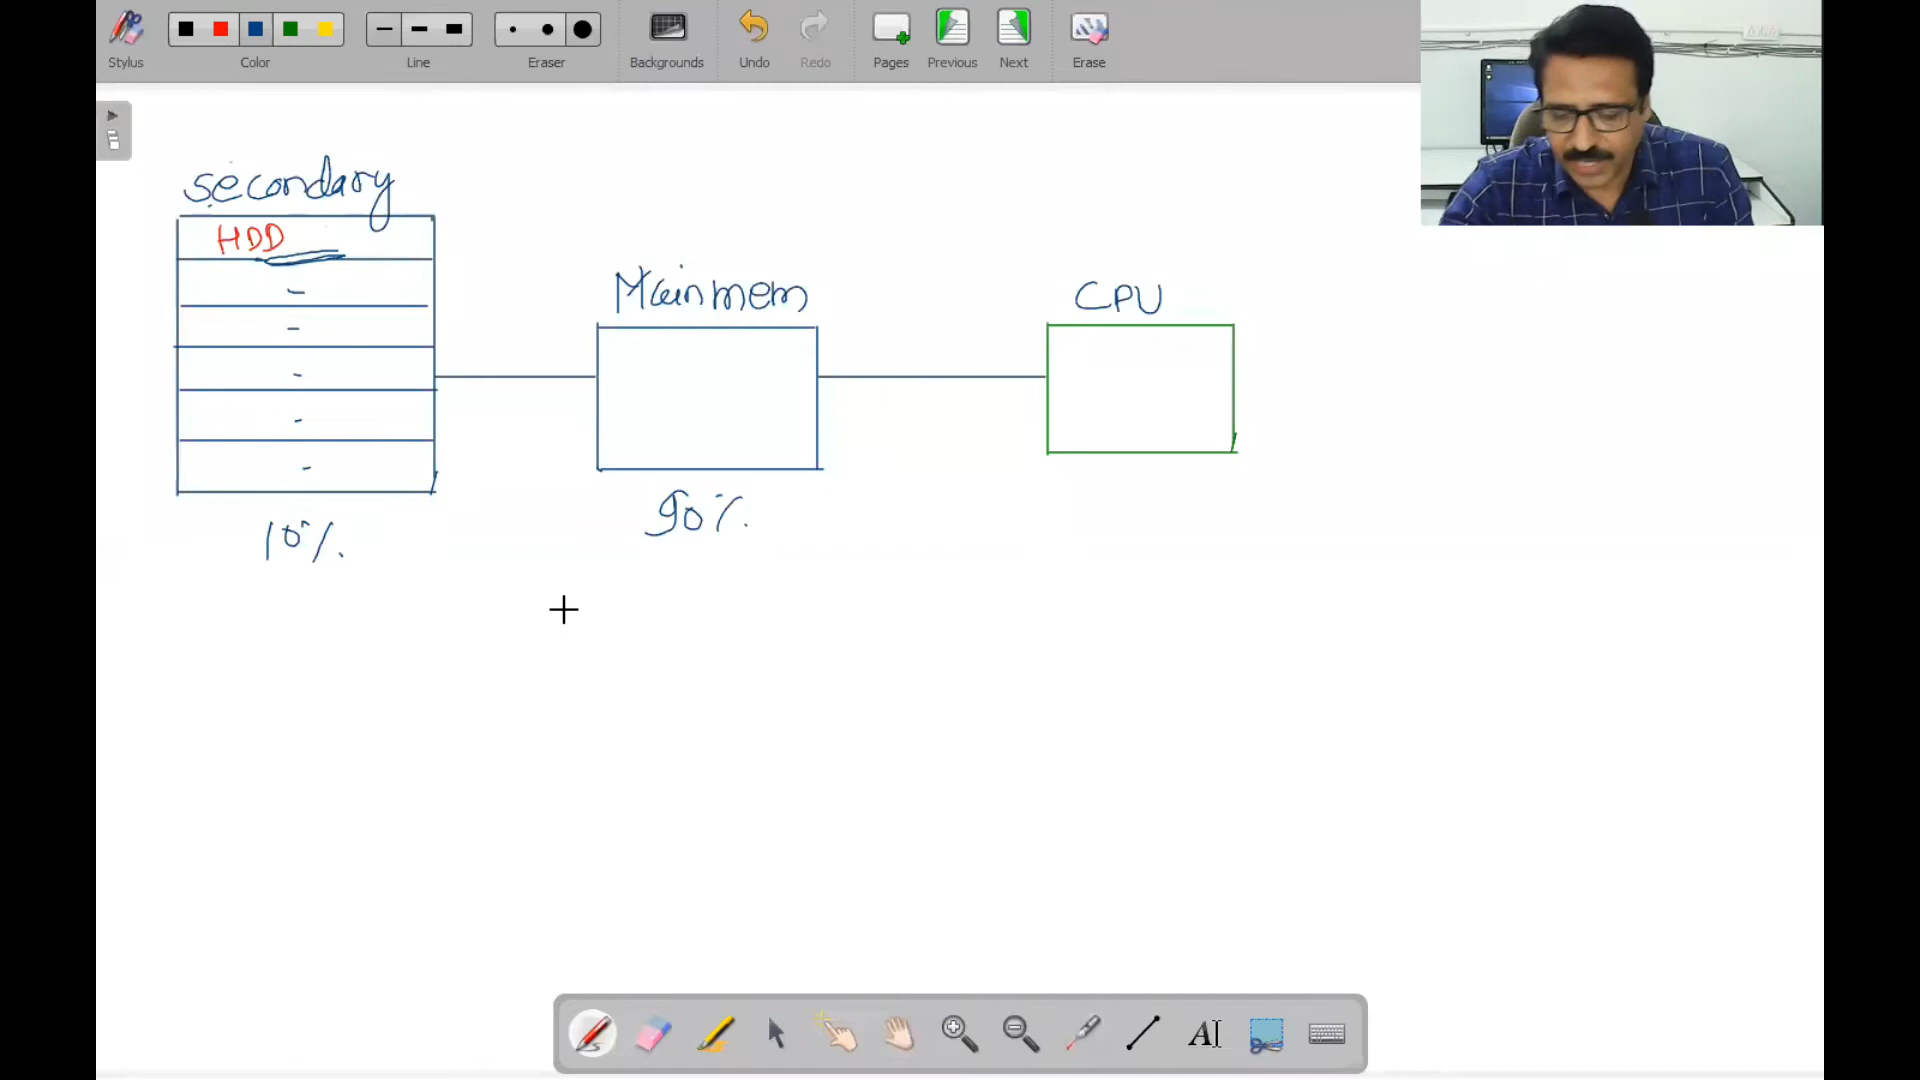 Stylus
Color
Line
Eraser
Backgrounds
Undo
Redo
Pages
Previous
Next
Erase
secondary
HDD
Main mem
CPU
90%.
10%.